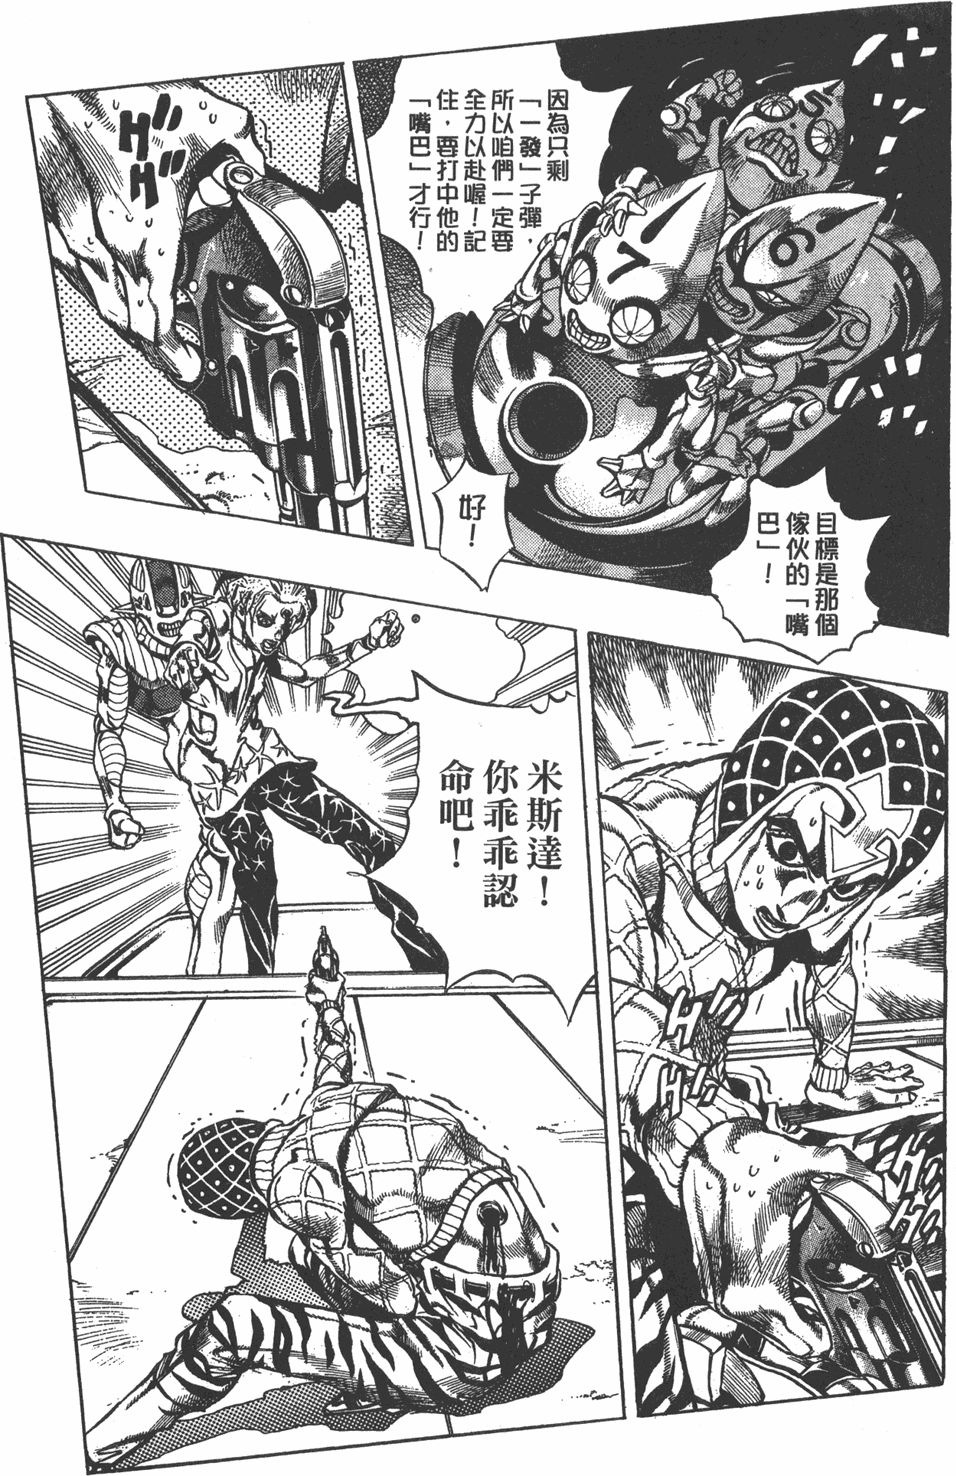 因為只剩
「一發」子彈，
所以咱們一定要
全力以赴喔！記
住，要打中他的
「嘴巴」才行！
目標是那個
傢伙的「嘴
巴」！
好！
米斯達！
你乖乖認
命吧！